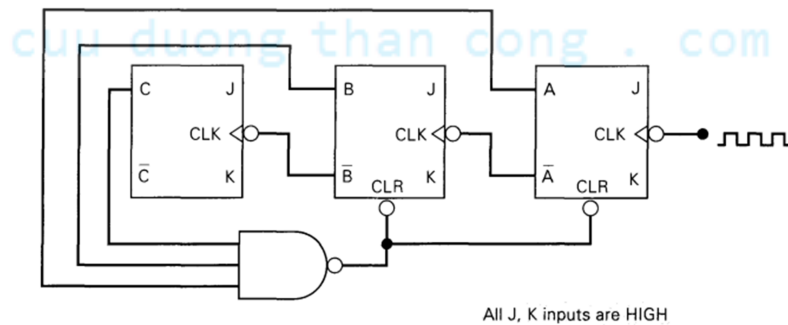 cuu duong than cong . com
C J B J A J
CLK CLK CLK
C̅ K B̅ K A̅ K
CLR CLR
All J, K inputs are HIGH